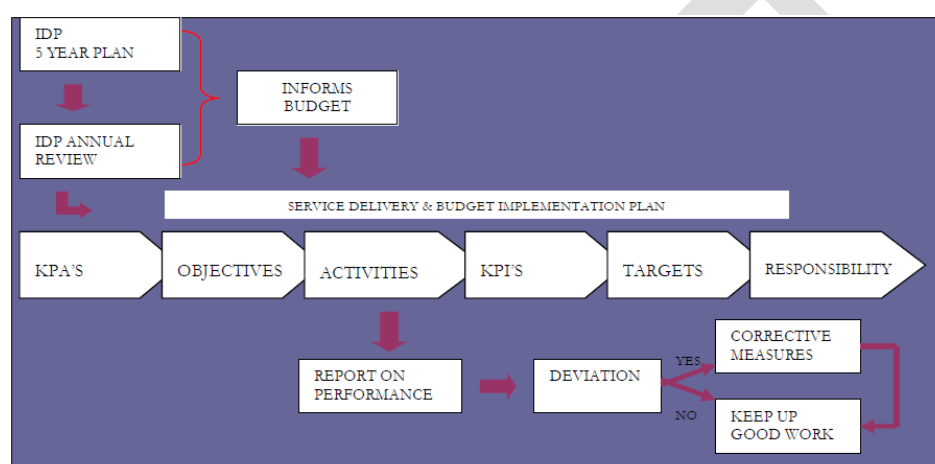 IDP
5 YEAR PLAN
INFORMS
BUDGET
IDP ANNUAL
REVIEW
SERVICE DELIVERY & BUDGET IMPLEMENTATION PLAN
KPA'S
OBJECTIVES
ACTIVITIES
KPI'S
TARGETS
RESPONSIBILITY
REPORT ON
PERFORMANCE
DEVIATION
YES
CORRECTIVE
MEASURES
NO
KEEP UP
GOOD WORK